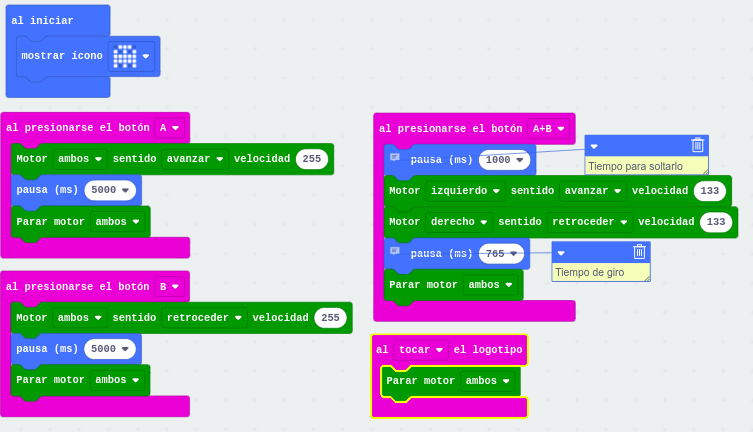 al iniciar
mostrar ícono
al presionarse el botón A
Motor ambos sentido avanzar velocidad 255
pausa (ms) 5000
Parar motor ambos
al presionarse el botón B
Motor ambos sentido retroceder velocidad 255
pausa (ms) 5000
Parar motor ambos
al presionarse el botón A+B
pausa (ms) 1000
Tiempo para soltarlo
Motor izquierdo sentido avanzar velocidad 133
Motor derecho sentido retroceder velocidad 133
pausa (ms) 765
Tiempo de giro
Parar motor ambos
al tocar el logotipo
Parar motor ambos